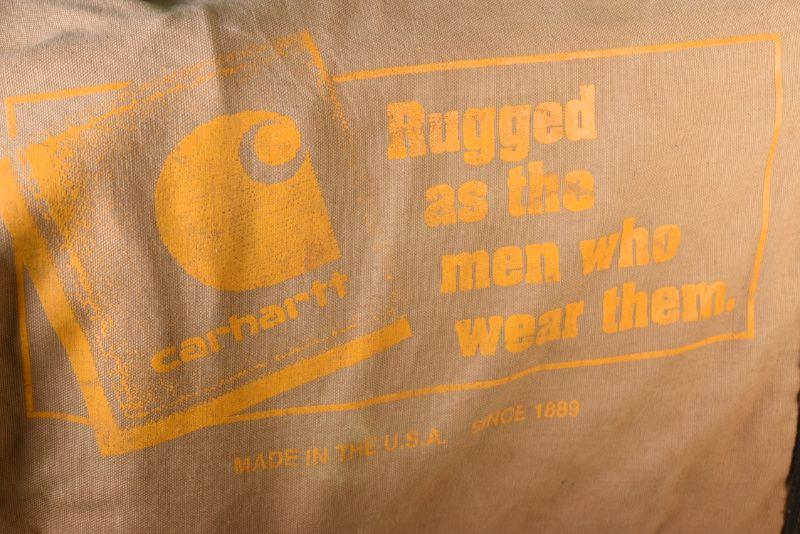 carhartt
Rugged
as the
men who
wear them.
MADE IN THE U.S.A. SINCE 1889